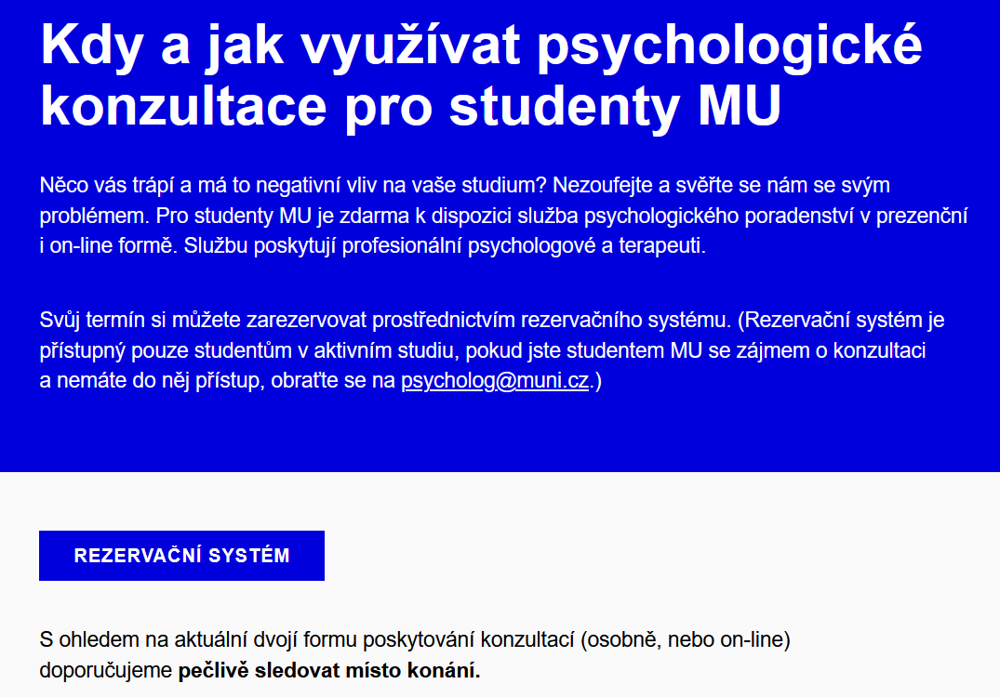 Kdy a jak využívat psychologické
konzultace pro studenty MU
Něco vás trápí a má to negativní vliv na vaše studium? Nezoufejte a svěřte se nám se svým
problémem. Pro studenty MU je zdarma k dispozici služba psychologického poradenství v prezenční
i on-line formě. Službu poskytují profesionální psychologové a terapeuti.
Svůj termín si můžete zarezervovat prostřednictvím rezervačního systému. (Rezervační systém je
přístupný pouze studentům v aktivním studiu, pokud jste studentem MU se zájmem o konzultaci
a nemáte do něj přístup, obraťte se na psycholog@muni.cz.)
REZERVAČNÍ SYSTÉM
S ohledem na aktuální dvojí formu poskytování konzultací (osobně, nebo on-line)
doporučujeme pečlivě sledovat místo konání.